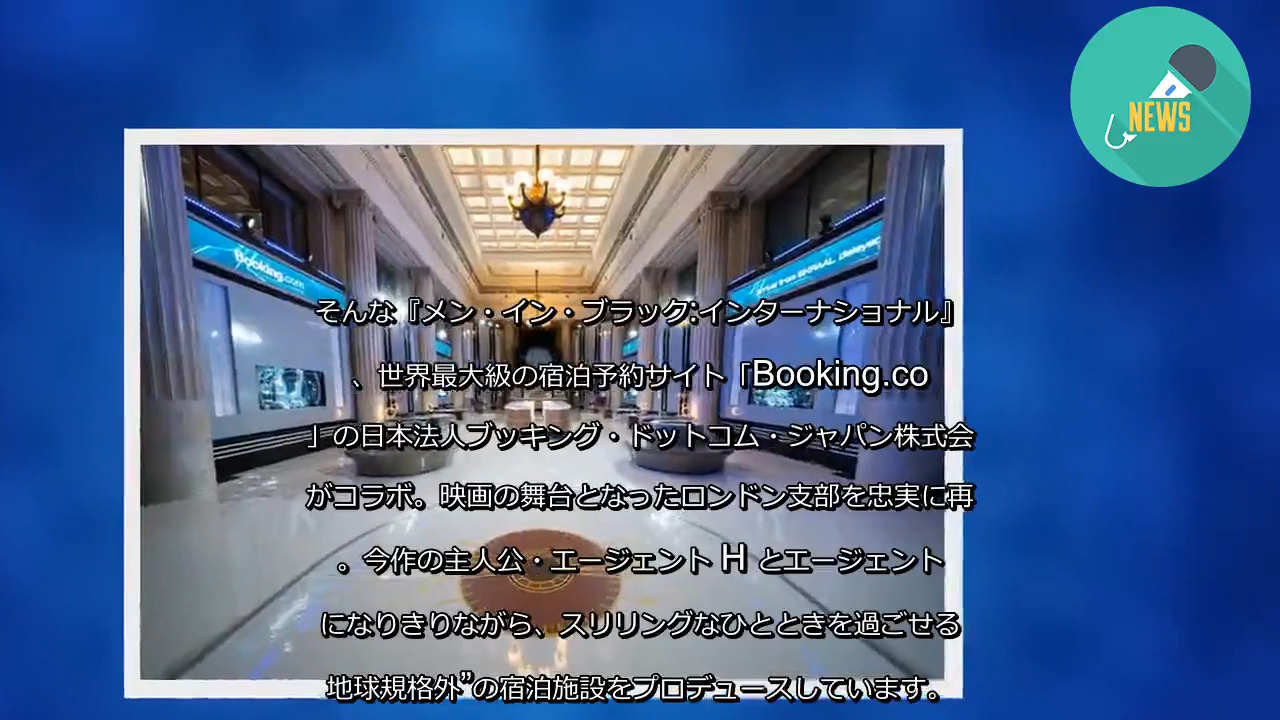 NEWS
Booking.com
そんな『メン・イン・ブラック:インターナショナル』
、世界最大級の宿泊予約サイト「Booking.co
」の日本法人ブッキング・ドットコム・ジャパン株式会
がコラボ。映画の舞台となったロンドン支部を忠実に再
。今作の主人公・エージェント H とエージェント
になりきりながら、スリリングなひとときを過ごせる
地球規格外”の宿泊施設をプロデュースしています。